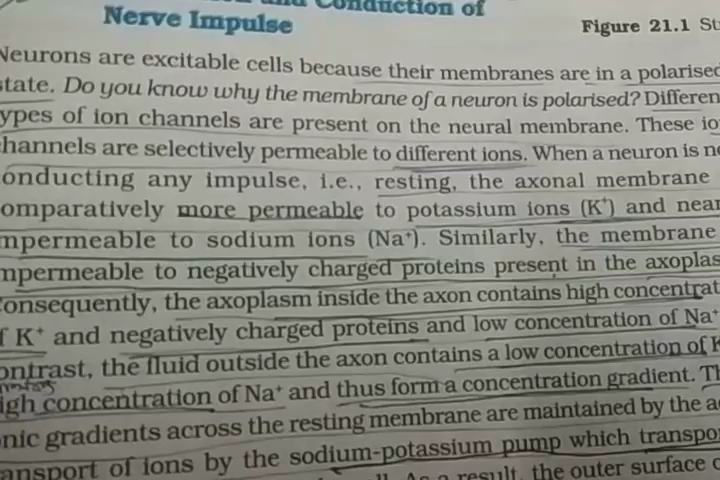 Conduction of
Nerve Impulse
Figure 21.1
Neurons are excitable cells because their membranes are in a polarised
state. Do you know why the membrane of a neuron is polarised? Differen
ypes of ion channels are present on the neural membrane. These io
hannels are selectively permeable to different ions. When a neuron is n
onducting any impulse, i.e., resting, the axonal membrane
omparatively more permeable to potassium ions (K⁺) and near
mpermeable to sodium ions (Na⁺). Similarly, the membrane
mpermeable to negatively charged proteins present in the axoplas
onsequently, the axoplasm inside the axon contains high concentrat
f K⁺ and negatively charged proteins and low concentration of Na⁺
ontrast, the fluid outside the axon contains a low concentration of K
igh concentration of Na⁺ and thus form a concentration gradient. Th
nic gradients across the resting membrane are maintained by the a
ansport of ions by the sodium-potassium pump which transpo
As a result, the outer surface o